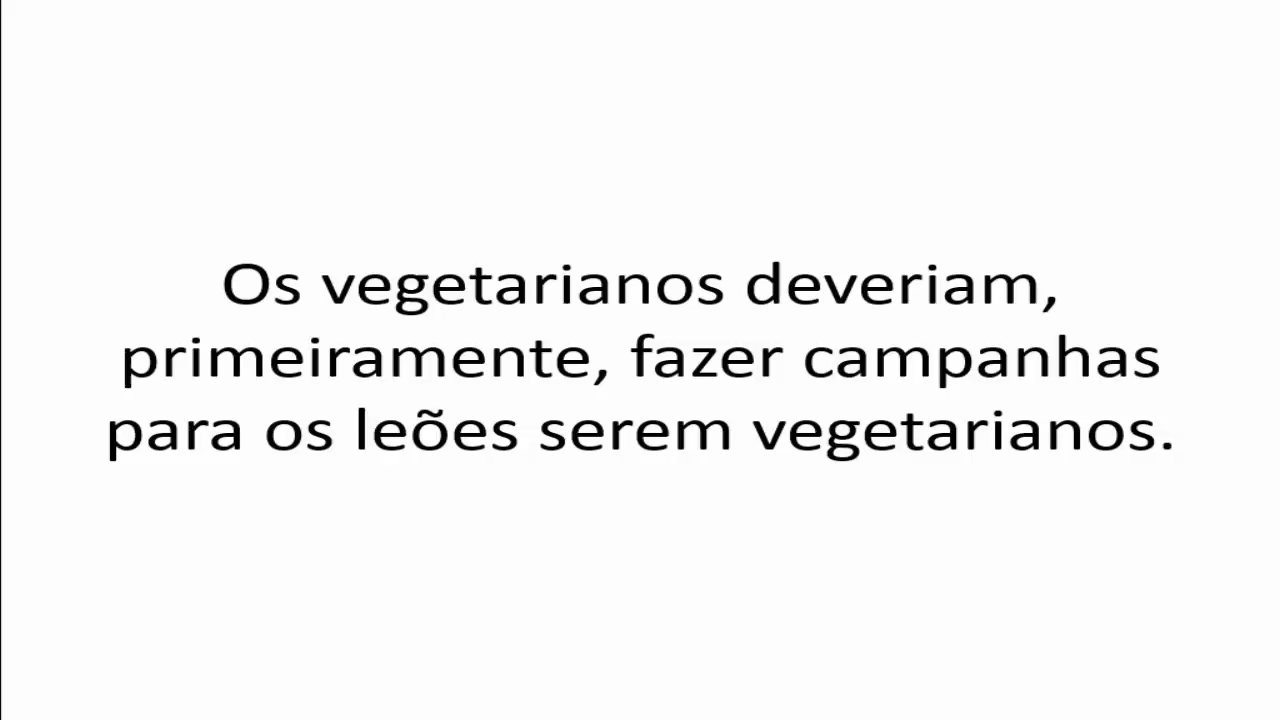 Os vegetarianos deveriam,
primeiramente, fazer campanhas
para os leões serem vegetarianos.